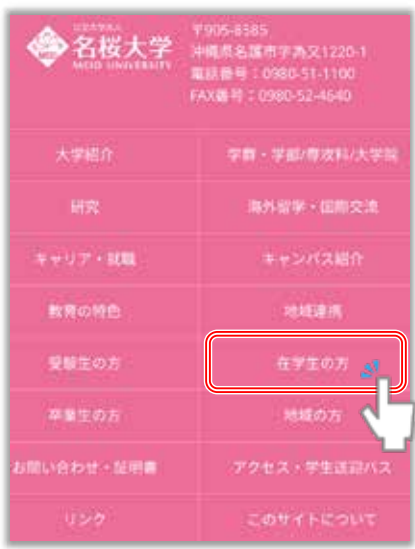 公立大学法人
名桜大学
MEIO UNIVERSITY
〒905-8585
沖縄県名護市字為又1220-1
電話番号：0980-51-1100
FAX番号：0980-52-4640
大学紹介
学群・学部/専攻科/大学院
研究
海外留学・国際交流
キャリア・就職
キャンパス紹介
教育の特色
地域連携
受験生の方
在学生の方
卒業生の方
地域の方
お問い合わせ・証明書
アクセス・学生送迎バス
リンク
このサイトについて